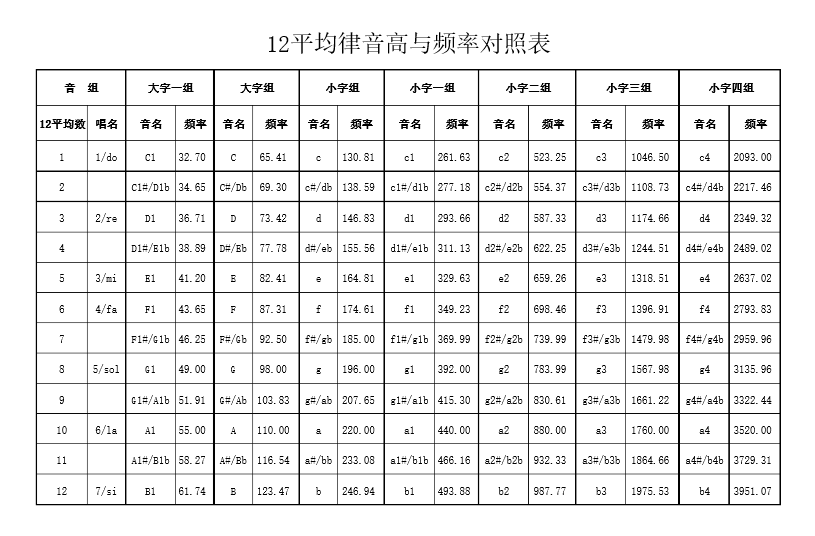 12平均律音高与频率对照表
音 组 大字一组 大字组 小字组 小字一组 小字二组 小字三组 小字四组
12平均数 唱名 音名 频率 音名 频率 音名 频率 音名 频率 音名 频率 音名 频率 音名 频率
1 1/do C1 32.70 C 65.41 c 130.81 c1 261.63 c2 523.25 c3 1046.50 c4 2093.00
2 C1#/D1b 34.65 C#/Db 69.30 c#/db 138.59 c1#/d1b 277.18 c2#/d2b 554.37 c3#/d3b 1108.73 c4#/d4b 2217.46
3 2/re D1 36.71 D 73.42 d 146.83 d1 293.66 d2 587.33 d3 1174.66 d4 2349.32
4 D1#/E1b 38.89 D#/Eb 77.78 d#/eb 155.56 d1#/e1b 311.13 d2#/e2b 622.25 d3#/e3b 1244.51 d4#/e4b 2489.02
5 3/mi E1 41.20 E 82.41 e 164.81 e1 329.63 e2 659.26 e3 1318.51 e4 2637.02
6 4/fa F1 43.65 F 87.31 f 174.61 f1 349.23 f2 698.46 f3 1396.91 f4 2793.83
7 F1#/G1b 46.25 F#/Gb 92.50 f#/gb 185.00 f1#/g1b 369.99 f2#/g2b 739.99 f3#/g3b 1479.98 f4#/g4b 2959.96
8 5/sol G1 49.00 G 98.00 g 196.00 g1 392.00 g2 783.99 g3 1567.98 g4 3135.96
9 G1#/A1b 51.91 G#/Ab 103.83 g#/ab 207.65 g1#/a1b 415.30 g2#/a2b 830.61 g3#/a3b 1661.22 g4#/a4b 3322.44
10 6/la A1 55.00 A 110.00 a 220.00 a1 440.00 a2 880.00 a3 1760.00 a4 3520.00
11 A1#/B1b 58.27 A#/Bb 116.54 a#/bb 233.08 a1#/b1b 466.16 a2#/b2b 932.33 a3#/b3b 1864.66 a4#/b4b 3729.31
12 7/si B1 61.74 B 123.47 b 246.94 b1 493.88 b2 987.77 b3 1975.53 b4 3951.07